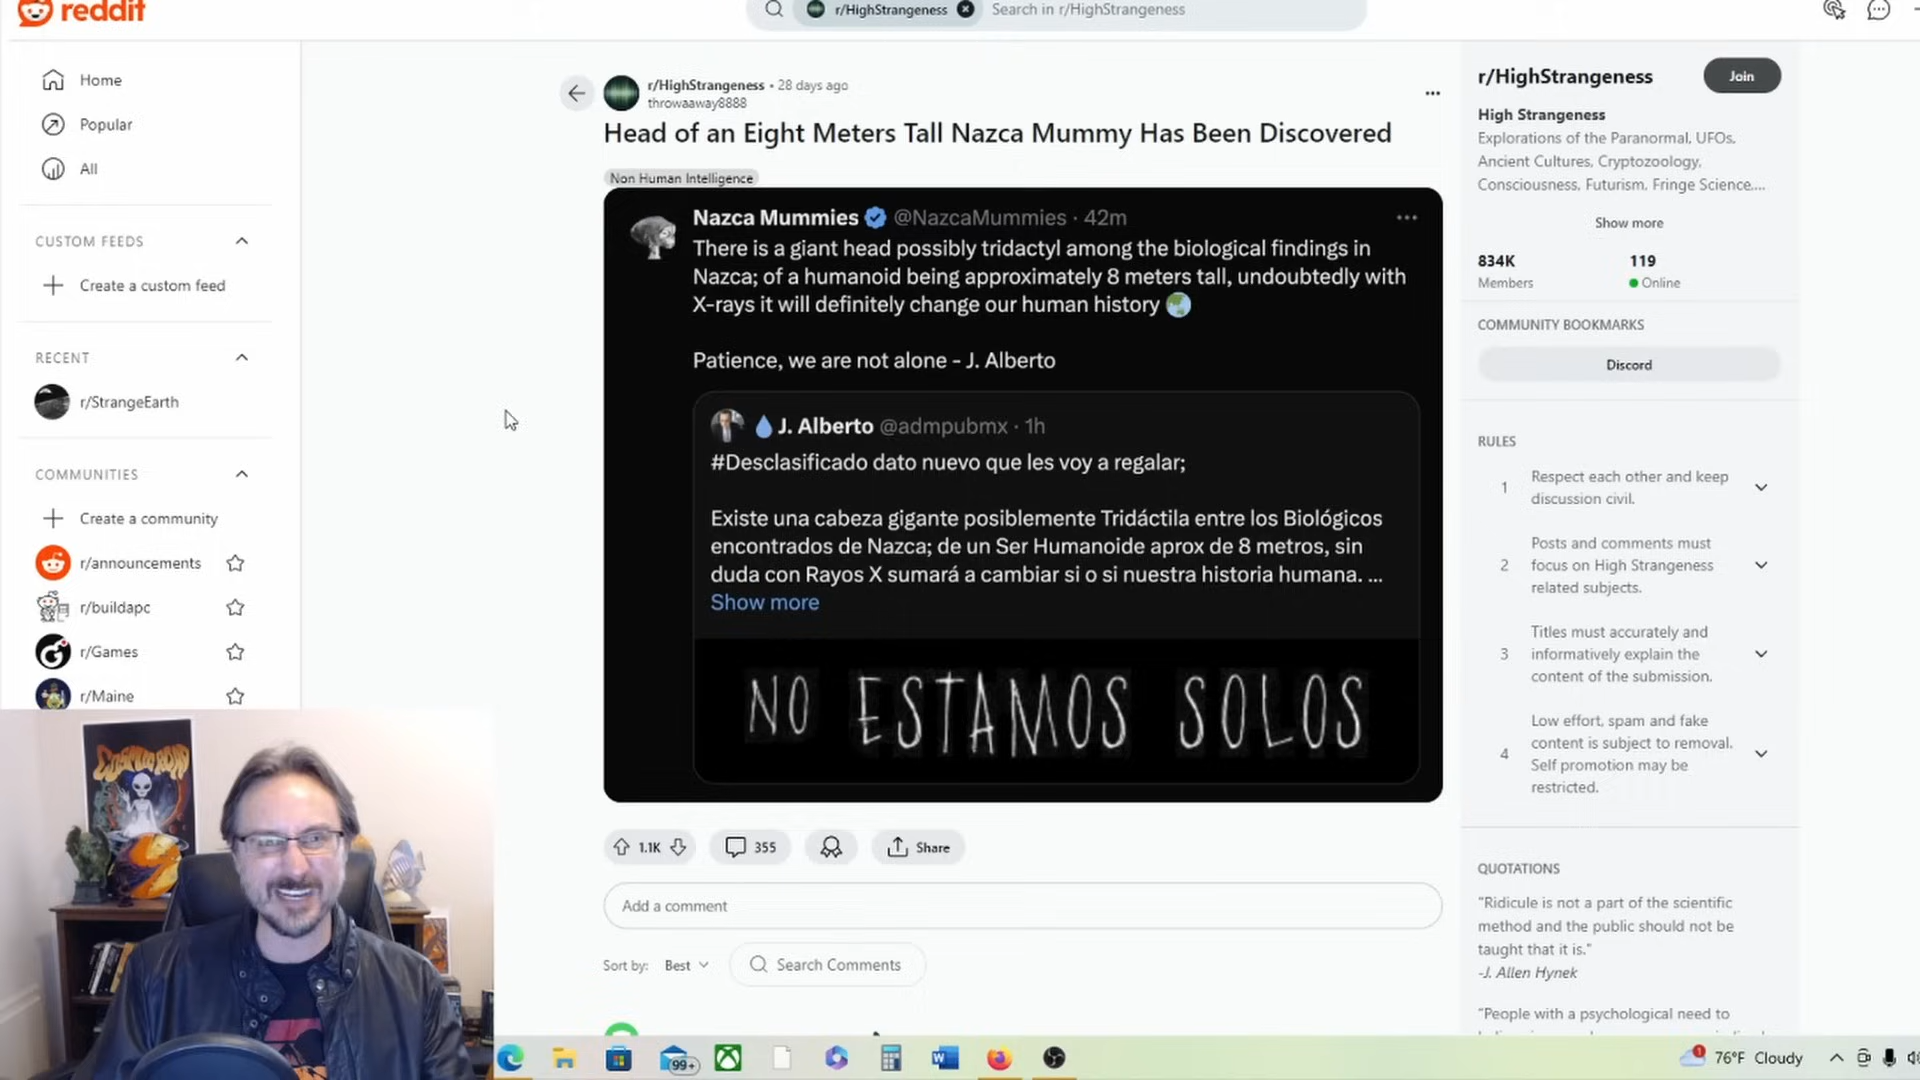 reddit
r/HighStrangeness
Search in r/HighStrangeness
Home
Popular
All
CUSTOM FEEDS
Create a custom feed
RECENT
r/StrangeEarth
COMMUNITIES
Create a community
r/announcements
r/buildapc
r/Games
r/Maine
r/HighStrangeness • 28 days ago
throwaaway8888
Head of an Eight Meters Tall Nazca Mummy Has Been Discovered
Non Human Intelligence
Nazca Mummies @NazcaMummies · 42m
There is a giant head possibly tridactyl among the biological findings in
Nazca; of a humanoid being approximately 8 meters tall, undoubtedly with
X-rays it will definitely change our human history
Patience, we are not alone - J. Alberto
J. Alberto @admpubmx · 1h
#Desclasificado dato nuevo que les voy a regalar;
Existe una cabeza gigante posiblemente Tridáctila entre los Biológicos
encontrados de Nazca; de un Ser Humanoide aprox de 8 metros, sin
duda con Rayos X sumará a cambiar si o si nuestra historia humana. ...
Show more
NO ESTAMOS SOLOS
1.1K
355
Share
Add a comment
Sort by: Best
Search Comments
r/HighStrangeness
Join
High Strangeness
Explorations of the Paranormal, UFOs,
Ancient Cultures, Cryptozoology,
Consciousness, Futurism, Fringe Science,...
Show more
834K
119
Members
Online
COMMUNITY BOOKMARKS
Discord
RULES
1
Respect each other and keep
discussion civil.
2
Posts and comments must
focus on High Strangeness
related subjects.
3
Titles must accurately and
informatively explain the
content of the submission.
4
Low effort, spam and fake
content is subject to removal.
Self promotion may be
restricted.
QUOTATIONS
"Ridicule is not a part of the scientific
method and the public should not be
taught that it is."
-J. Allen Hynek
"People with a psychological need to
99+
1
76°F Cloudy